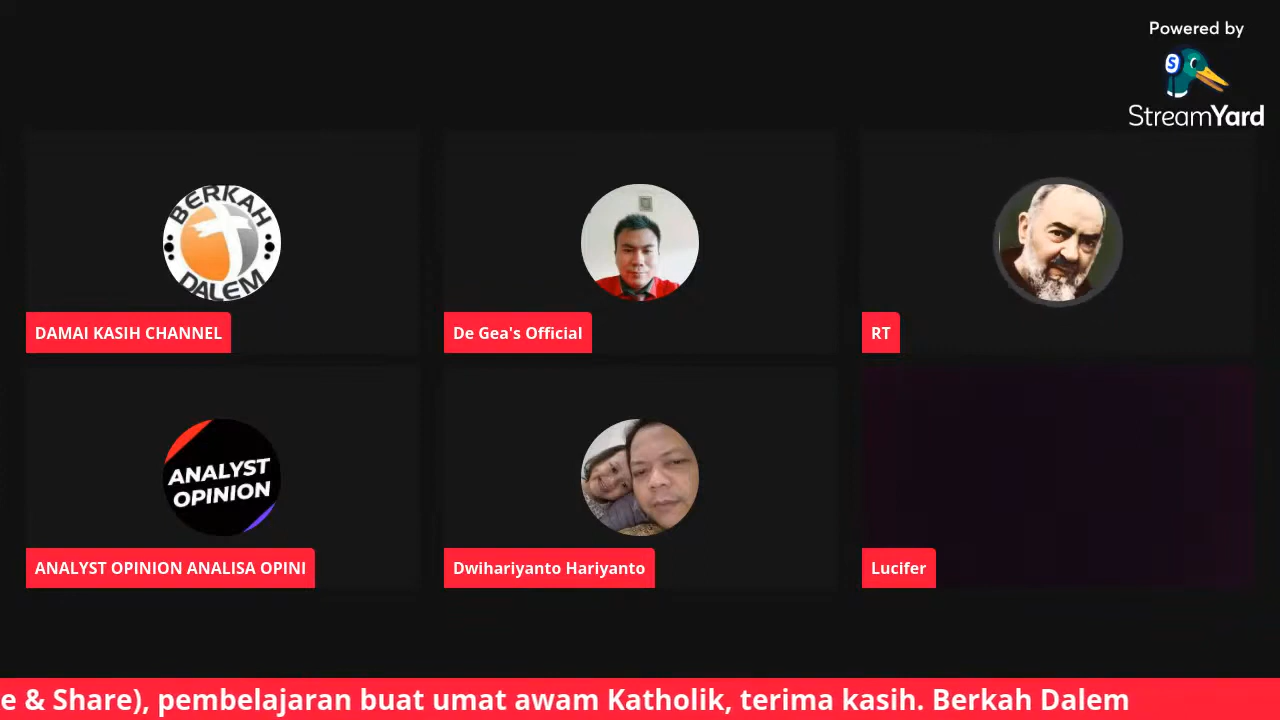 Powered by
StreamYard
BERKAH
DALEM
DAMAI KASIH CHANNEL
De Gea's Official
RT
ANALYST
OPINION
ANALYST OPINION ANALISA OPINI
Dwihariyanto Hariyanto
Lucifer
e & Share), pembelajaran buat umat awam Katholik, terima kasih. Berkah Dalem